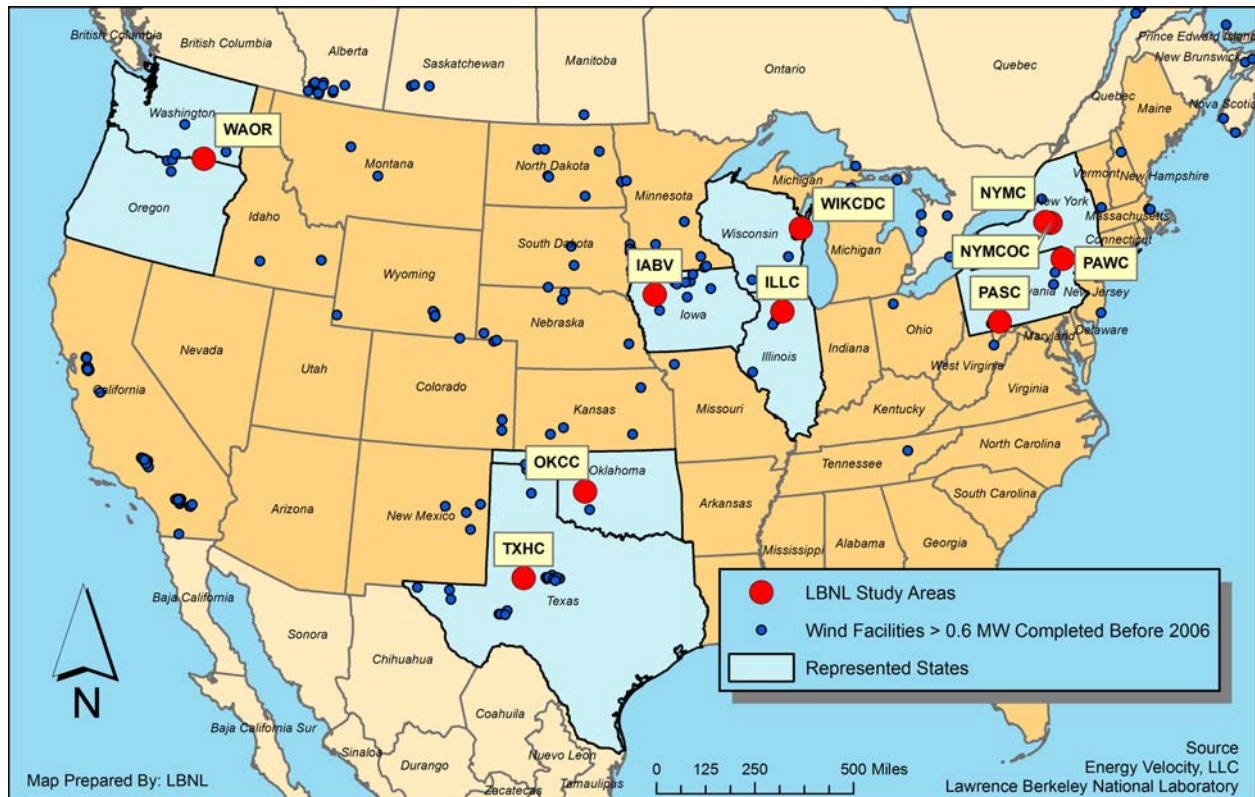 British Columbia
British Columbia
Alberta
Saskatchewan
Manitoba
Ontario
Quebec
Prince Edward Island
New Brunswick
Quebec
Nova Scotia
Maine
Washington
WAOR
Montana
North Dakota
Minnesota
Michigan
Vermont
New Hampshire
NYMC
New York
Massachusetts
Connecticut
WIKCDC
Oregon
Idaho
South Dakota
Wisconsin
Michigan
NYMCOC
PAWC
Wyoming
IABV
ILLC
PASC
New Jersey
Iowa
Nebraska
Nevada
Utah
Colorado
Illinois
Indiana
Ohio
Maryland
Delaware
West Virginia
Virginia
California
Kansas
Missouri
Kentucky
OKCC
Oklahoma
Tennessee
North Carolina
Arizona
New Mexico
Arkansas
South Carolina
TXHC
Texas
Mississippi
Alabama
Georgia
Baja California
Sonora
Chihuahua
Coahuila
Baja California Sur
Sinaloa
Durango
Nuevo Leon
Zacatecas
Tamaulipas
N
LBNL Study Areas
Wind Facilities > 0.6 MW Completed Before 2006
Represented States
Map Prepared By: LBNL
0 125 250 500 Miles
Source
Energy Velocity, LLC
Lawrence Berkeley National Laboratory